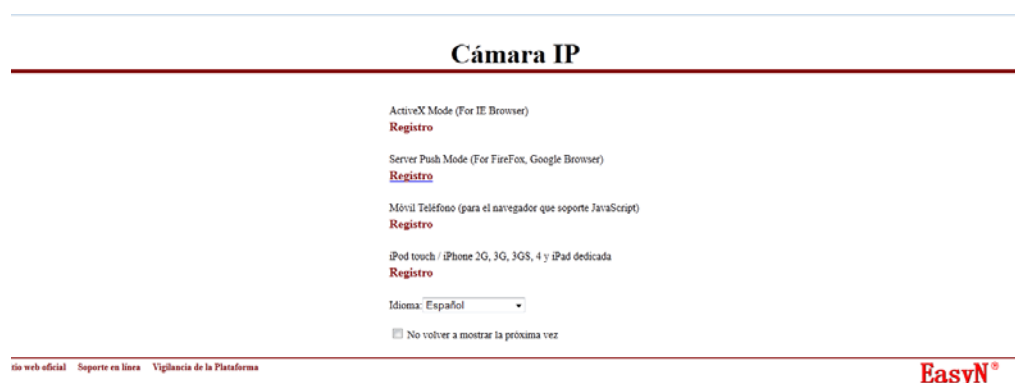 Cámara IP
ActiveX Mode (For IE Browser)
Registro
Server Push Mode (For FireFox, Google Browser)
Registro
Móvil Teléfono (para el navegador que soporte JavaScript)
Registro
iPod touch / iPhone 2G, 3G, 3GS, 4 y iPad dedicada
Registro
Idioma: Español
No volver a mostrar la próxima vez
web oficial Soporte en línea Vigilancia de la Plataforma
EasyN®